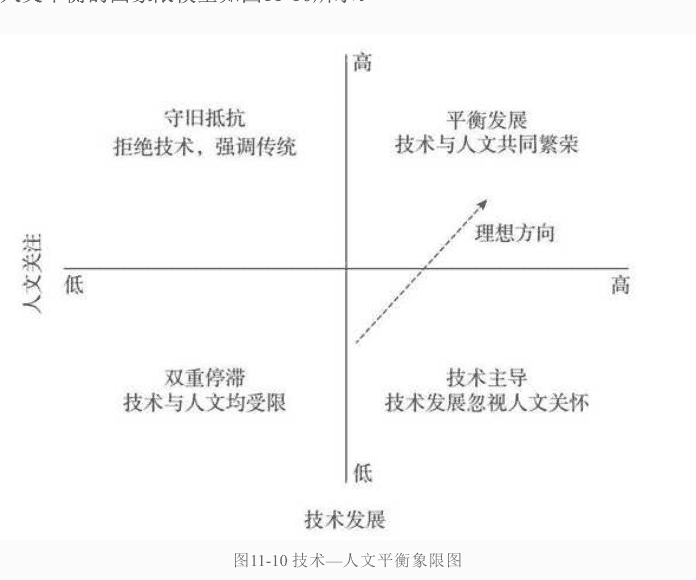 高
守旧抵抗
拒绝技术，强调传统
平衡发展
技术与人文共同繁荣
理想方向
人文关注
低
高
双重停滞
技术与人文均受限
技术主导
技术发展忽视人文关怀
低
技术发展
图11-10 技术—人文平衡象限图